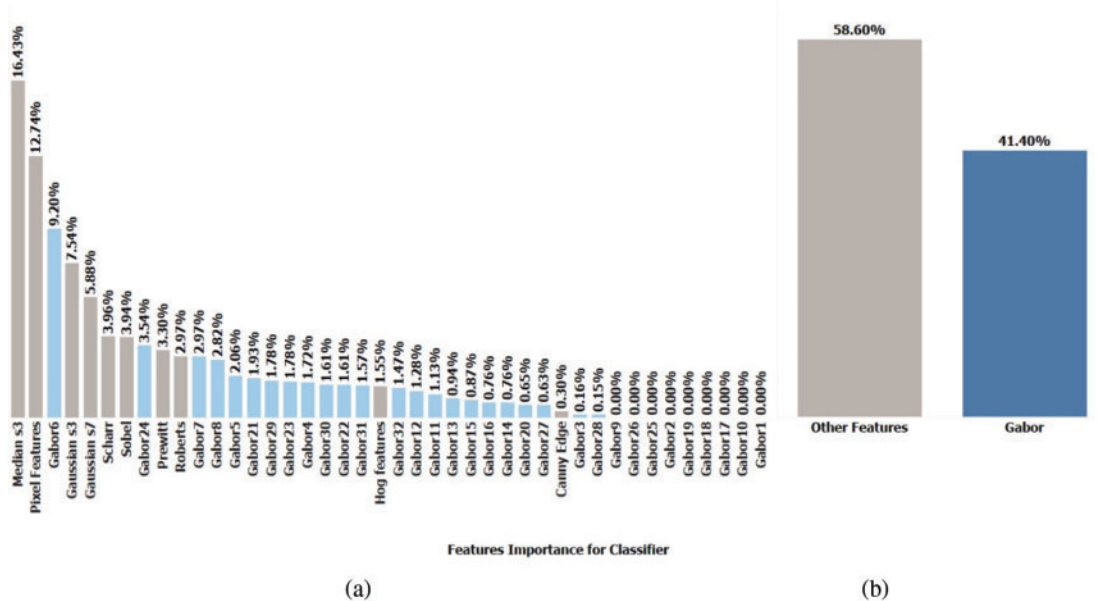 16.43%
12.74%
9.20%
7.54%
5.88%
3.96%
3.94%
3.54%
3.30%
2.97%
2.97%
2.82%
2.06%
1.93%
1.78%
1.78%
1.72%
1.61%
1.61%
1.57%
1.55%
1.47%
1.28%
1.13%
0.94%
0.87%
0.76%
0.76%
0.65%
0.63%
0.30%
0.16%
0.15%
0.00%
0.00%
0.00%
0.00%
0.00%
0.00%
0.00%
0.00%
0.00%
Median s3
Pixel Features
Gabor6
Gaussian s3
Gaussian s7
Scharr
Sobel
Gabor24
Prewitt
Roberts
Gabor7
Gabor8
Gabor5
Gabor21
Gabor29
Gabor23
Gabor4
Gabor30
Gabor22
Gabor31
Hog features
Gabor32
Gabor12
Gabor11
Gabor13
Gabor15
Gabor16
Gabor14
Gabor20
Gabor27
Canny Edge
Gabor3
Gabor28
Gabor9
Gabor26
Gabor25
Gabor2
Gabor19
Gabor18
Gabor17
Gabor10
Gabor1
Features Importance for Classifier
(a)
58.60%
41.40%
Other Features
Gabor
(b)